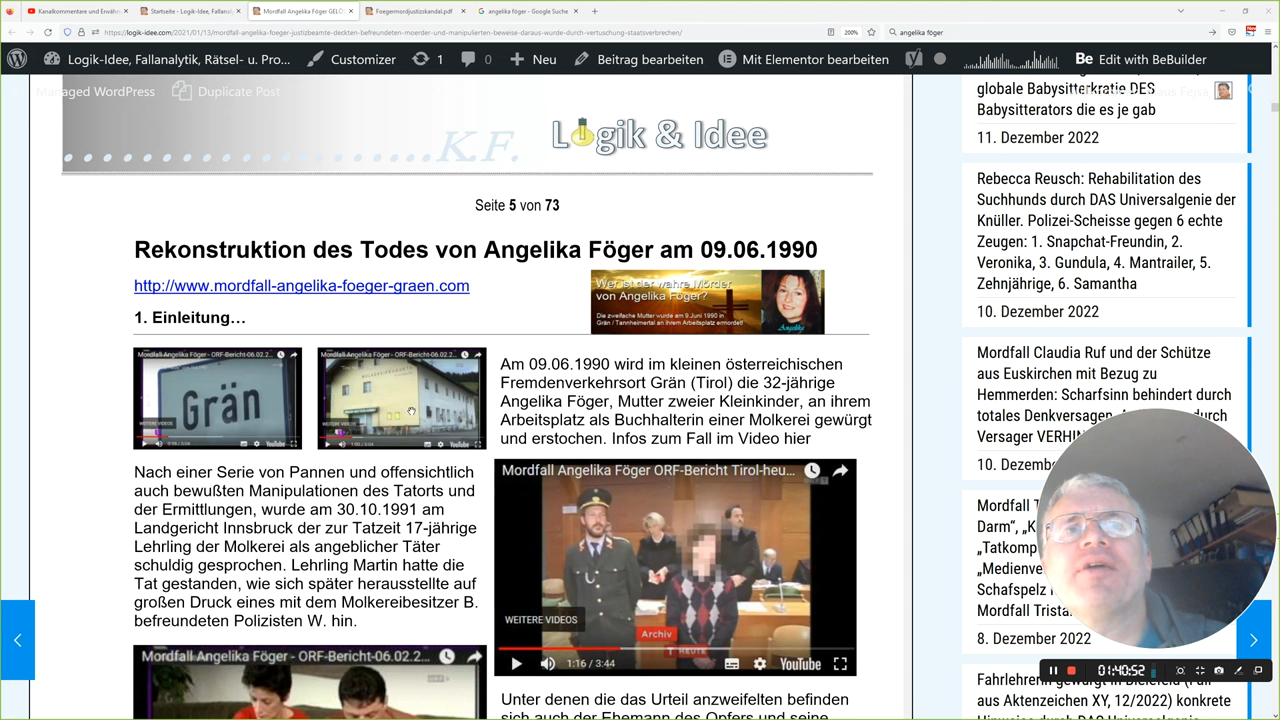 Kanalkommentare und Erwähn
Startseite - Logik-Idee, Fallanaly
Mordfall Angelika Föger GELÖS
Foegermordjustizskandal.pdf
angelika föger - Google Suche
https://logik-idee.com/2021/01/13/mordfall-angelika-foeger-justizbeamte-deckten-befreundeten-moerder-und-manipulierten-beweise-daraus-wurde-durch-vertuschung-staatsverbrechen/
200%
angelika föger
Logik-Idee, Fallanalytik, Rätsel- u. Pro...
Customizer
1
0
Neu
Beitrag bearbeiten
Mit Elementor bearbeiten
Edit with BeBuilder
Managed WordPress
Duplicate Post
K.F.
Logik & Idee
Seite 5 von 73
Rekonstruktion des Todes von Angelika Föger am 09.06.1990
http://www.mordfall-angelika-foeger-graen.com
Wer ist der wahre Mörder
von Angelika Föger?
Die zweifache Mutter wurde am 9.Juni 1990 in
Grän / Tannheimertal an ihrem Arbeitsplatz ermordet!
Angelika
1. Einleitung…
Mordfall Angelika Föger - ORF-Bericht-06.02.2...
Grän
WEITERE VIDEOS
YouTube
Mordfall Angelika Föger - ORF-Bericht-06.02.2...
WEITERE VIDEOS
YouTube
Am 09.06.1990 wird im kleinen österreichischen
Fremdenverkehrsort Grän (Tirol) die 32-jährige
Angelika Föger, Mutter zweier Kleinkinder, an ihrem
Arbeitsplatz als Buchhalterin einer Molkerei gewürgt
und erstochen. Infos zum Fall im Video hier
Nach einer Serie von Pannen und offensichtlich
auch bewußten Manipulationen des Tatorts und
der Ermittlungen, wurde am 30.10.1991 am
Landgericht Innsbruck der zur Tatzeit 17-jährige
Lehrling der Molkerei als angeblicher Täter
schuldig gesprochen. Lehrling Martin hatte die
Tat gestanden, wie sich später herausstellte auf
großen Druck eines mit dem Molkereibesitzer B.
befreundeten Polizisten W. hin.
Mordfall Angelika Föger ORF-Bericht Tirol-heu...
WEITERE VIDEOS
Archiv
HEUTE
1:16 / 3:44
YouTube
Mordfall Angelika Föger - ORF-Bericht-06.02.2...
Unter denen die das Urteil anzweifelten befinden
sich auch der Ehemann des Opfers und seine
globale Babysitterkratie DES
Babysitterators die es je gab
11. Dezember 2022
Rebecca Reusch: Rehabilitation des
Suchhunds durch DAS Universalgenie der
Knüller. Polizei-Scheisse gegen 6 echte
Zeugen: 1. Snapchat-Freundin, 2.
Veronika, 3. Gundula, 4. Mantrailer, 5.
Zehnjährige, 6. Samantha
10. Dezember 2022
Mordfall Claudia Ruf und der Schütze
aus Euskirchen mit Bezug zu
Hemmerden: Scharfsinn behindert durch
totales Denkversagen
durch
Versager
10. Dezem
Mordfall T
Darm“, „K
„Tatkomp
„Medienve
Schafspelz
Mordfall Trista
8. Dezember 2022
01:40:52
Fahrlehrerin
aus Aktenzeichen XY, 12/2022) konkrete